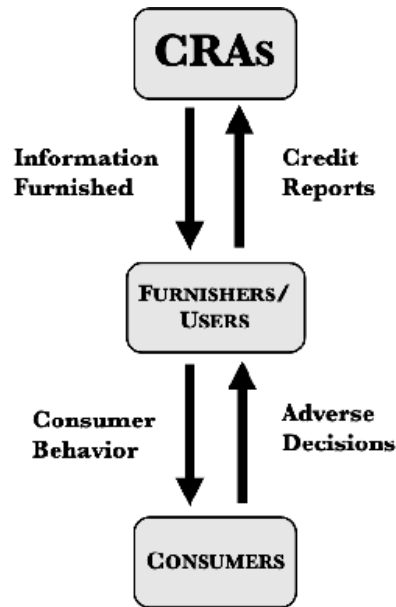 CRAs
Information
Furnished
Credit
Reports
FURNISHERS/
USERS
Consumer
Behavior
Adverse
Decisions
CONSUMERS